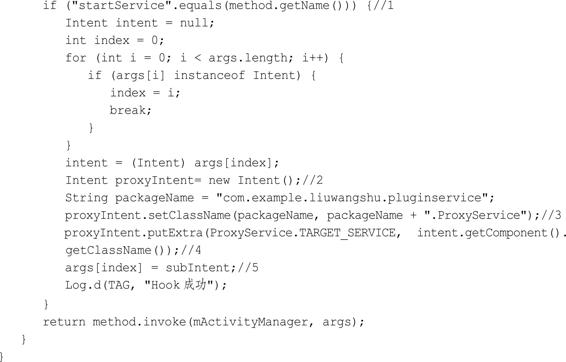 if ("startService".equals(method.getName())) {//1
Intent intent = null;
int index = 0;
for (int i = 0; i < args.length; i++) {
if (args[i] instanceof Intent) {
index = i;
break;
}
}
intent = (Intent) args[index];
Intent proxyIntent= new Intent();//2
String packageName = "com.example.liuwangshu.pluginservice";
proxyIntent.setClassName(packageName, packageName + ".ProxyService");//3
proxyIntent.putExtra(ProxyService.TARGET_SERVICE, intent.getComponent().
getClassName());//4
args[index] = subIntent;//5
Log.d(TAG, "Hook成功");
}
return method.invoke(mActivityManager, args);
}
}